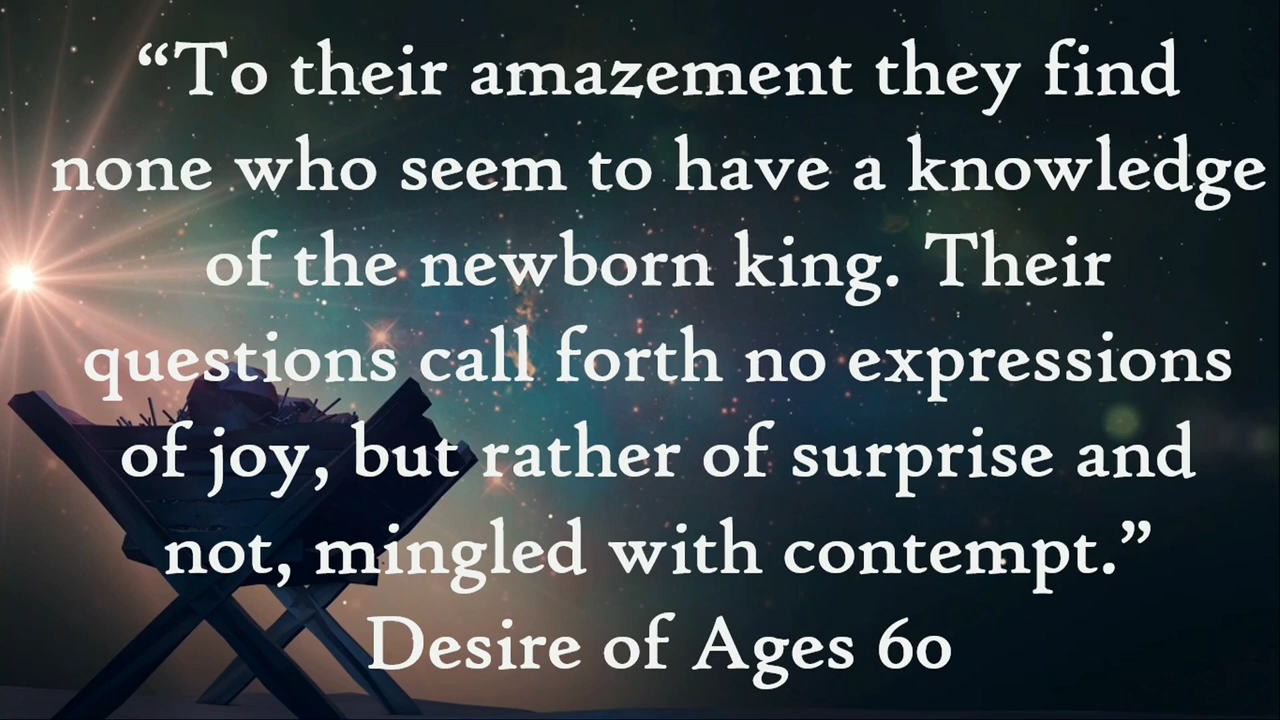 “To their amazement they find
none who seem to have a knowledge
of the newborn king. Their
questions call forth no expressions
of joy, but rather of surprise and
not, mingled with contempt.”
Desire of Ages 60